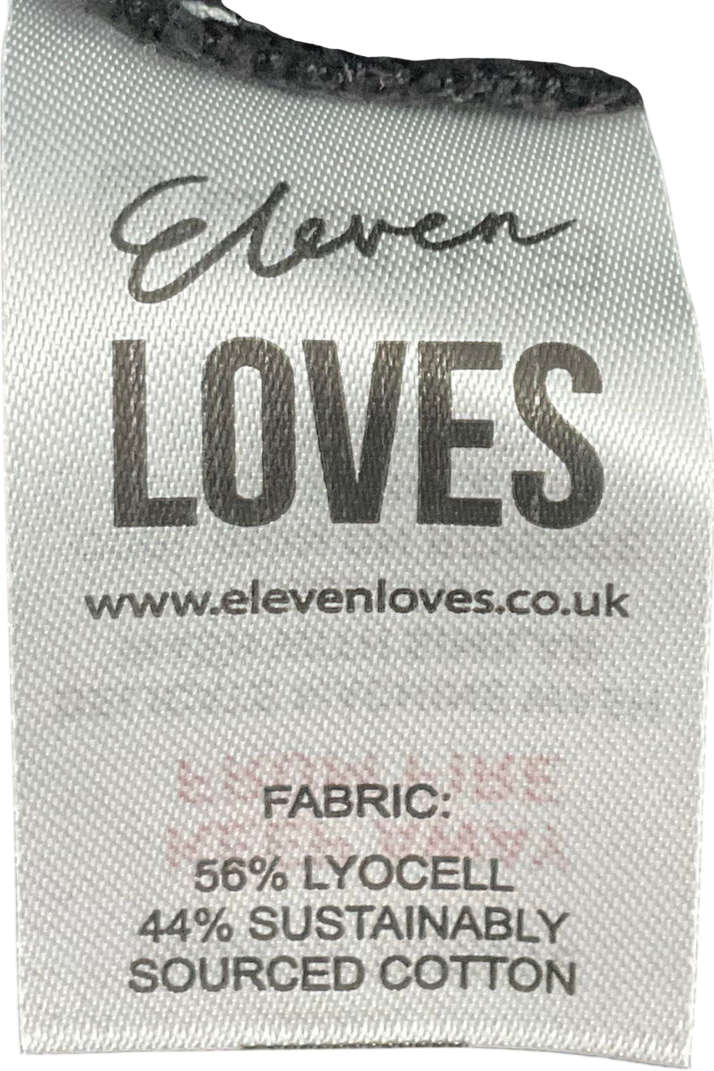 Eleven
LOVES
www.elevenloves.co.uk
FABRIC:
56% LYOCELL
44% SUSTAINABLY
SOURCED COTTON